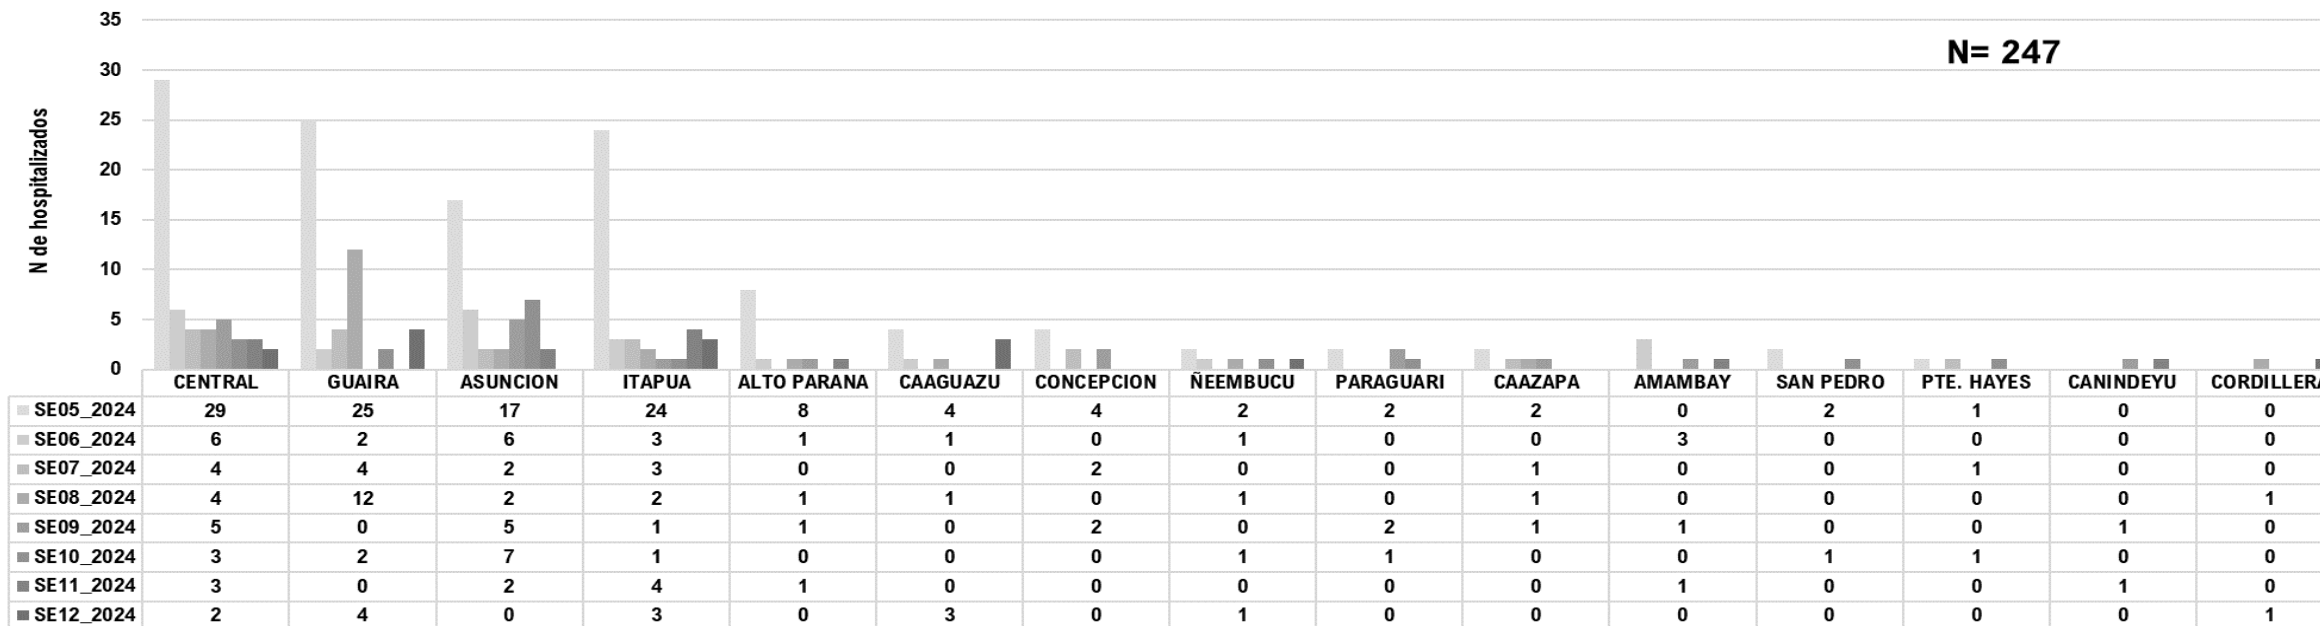 35
N= 247
30
25
20
15
10
5
0
N de hospitalizados
CENTRAL GUAIRA ASUNCION ITAPUA ALTO PARANA CAAGUAZU CONCEPCION ÑEEMBUCU PARAGUARI CAAZAPA AMAMBAY SAN PEDRO PTE. HAYES CANINDEYU CORDILLERA
SE05_2024 29 25 17 24 8 4 4 2 2 2 0 2 1 0 0
SE06_2024 6 2 6 3 1 1 0 1 0 0 3 0 0 0 0
SE07_2024 4 4 2 3 0 0 2 0 0 1 0 0 1 0 0
SE08_2024 4 12 2 2 1 1 0 1 0 1 0 0 0 0 1
SE09_2024 5 0 5 1 1 0 2 0 2 1 1 0 0 1 0
SE10_2024 3 2 7 1 0 0 0 1 1 0 0 1 1 0 0
SE11_2024 3 0 2 4 1 0 0 0 0 0 1 0 0 1 0
SE12_2024 2 4 0 3 0 3 0 1 0 0 0 0 0 0 1